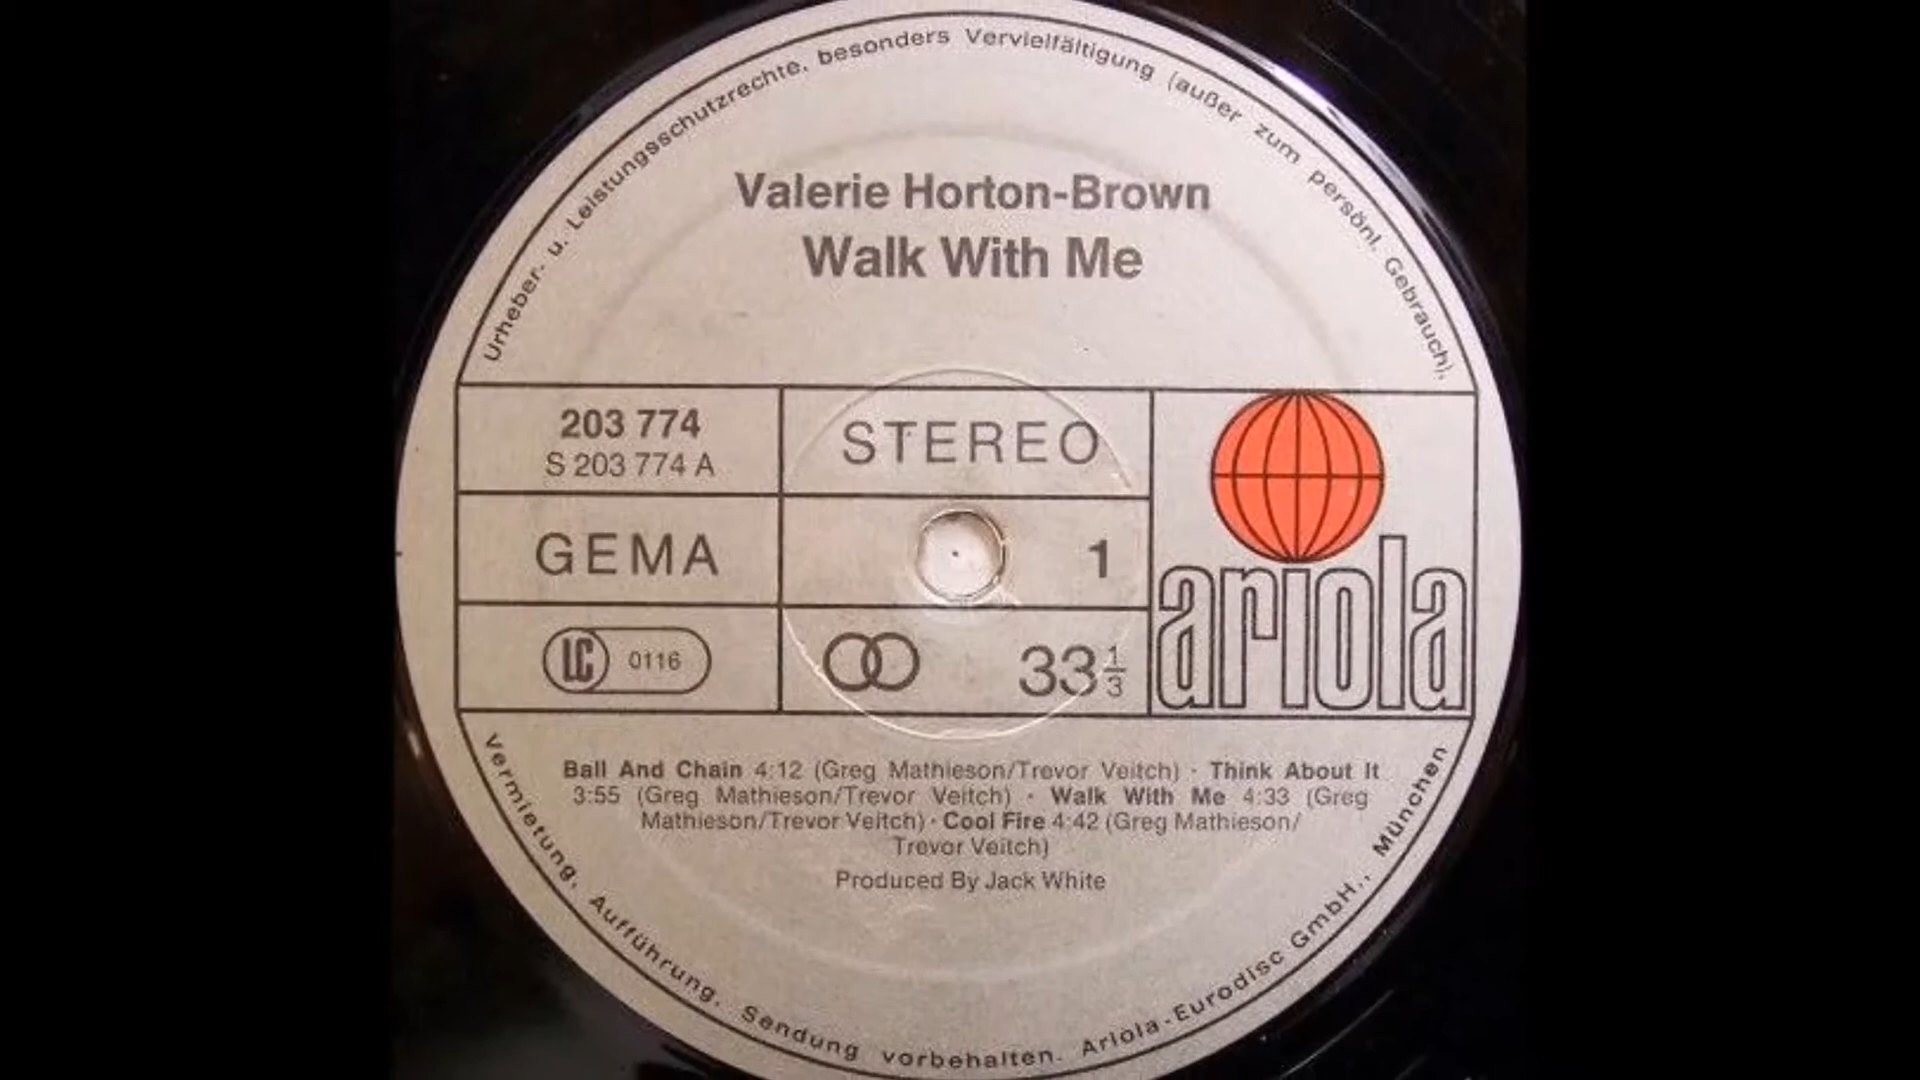 Urheber- u. Leistungsschutzrechte, besonders Vervielfältigung (außer zum persönl. Gebrauch),
Valerie Horton-Brown
Walk With Me
203 774
S 203 774 A
STEREO
GEMA
1
LC 0116
33 1/3
ariola
Ball And Chain 4:12 (Greg Mathieson/Trevor Veitch) · Think About It
3:55 (Greg Mathieson/Trevor Veitch) · Walk With Me 4:33 (Greg
Mathieson/Trevor Veitch) · Cool Fire 4:42 (Greg Mathieson/
Trevor Veitch)
Produced By Jack White
Vermietung, Aufführung, Sendung vorbehalten. Ariola-Eurodisc GmbH., München